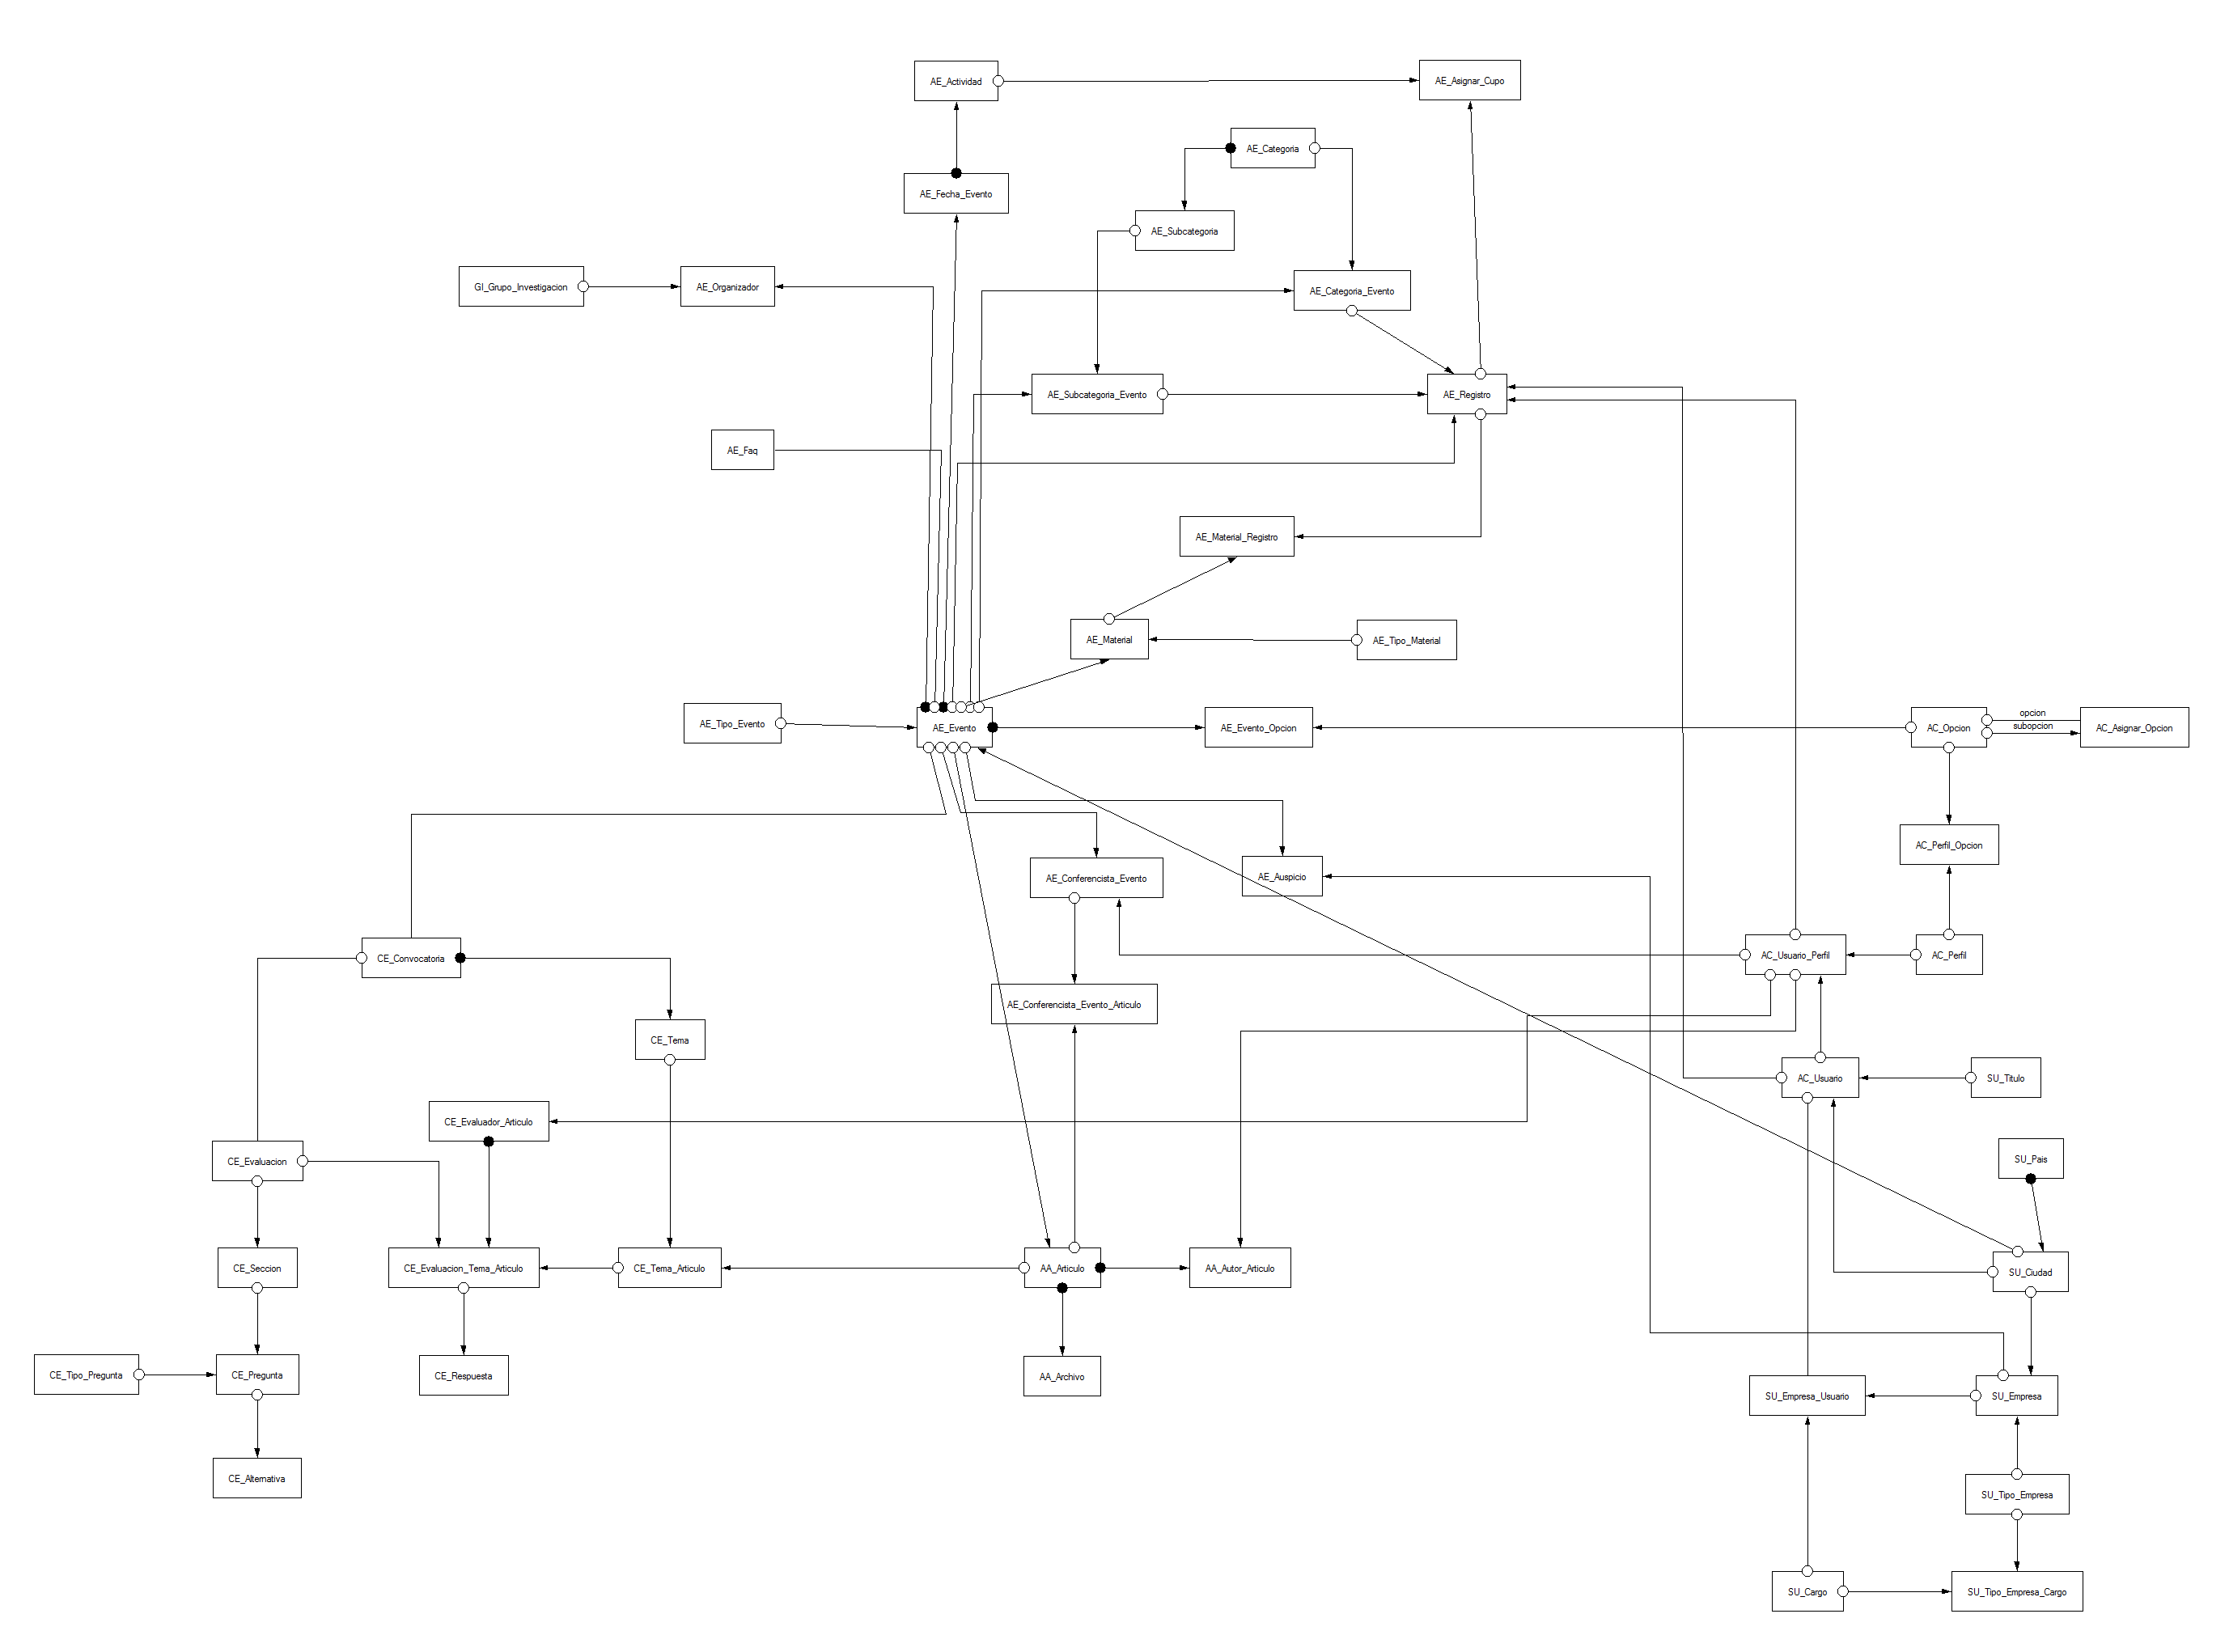 AE_Actividad
AE_Asignar_Cupo
AE_Categoria
AE_Fecha_Evento
AE_Subcategoria
GI_Grupo_Investigacion
AE_Organizador
AE_Categoria_Evento
AE_Subcategoria_Evento
AE_Registro
AE_Faq
AE_Material_Registro
AE_Material
AE_Tipo_Material
AE_Tipo_Evento
AE_Evento
AE_Evento_Opcion
AC_Opcion
opcion
subopcion
AC_Asignar_Opcion
AC_Perfil_Opcion
AE_Conferencista_Evento
AE_Auspicio
CE_Convocatoria
AC_Usuario_Perfil
AC_Perfil
AE_Conferencista_Evento_Articulo
CE_Tema
AC_Usuario
SU_Titulo
CE_Evaluador_Articulo
CE_Evaluacion
SU_Pais
CE_Seccion
CE_Evaluacion_Tema_Articulo
CE_Tema_Articulo
AA_Articulo
AA_Autor_Articulo
SU_Ciudad
CE_Tipo_Pregunta
CE_Pregunta
CE_Respuesta
AA_Archivo
SU_Empresa_Usuario
SU_Empresa
CE_Alternativa
SU_Tipo_Empresa
SU_Cargo
SU_Tipo_Empresa_Cargo